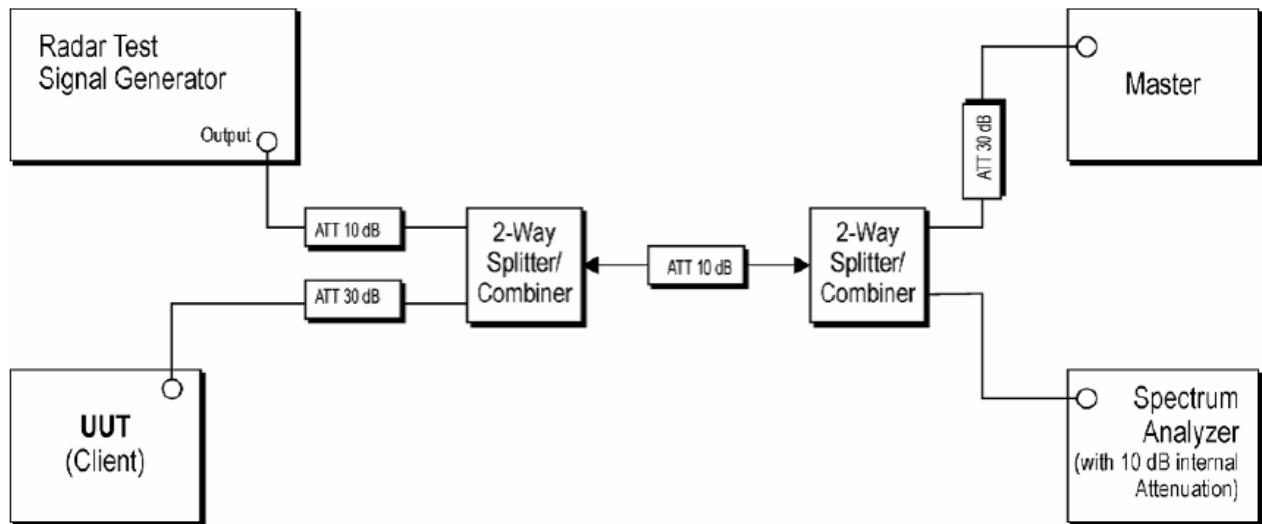 Radar Test
Signal Generator
Output
ATT 10 dB
ATT 30 dB
UUT
(Client)
2-Way
Splitter/
Combiner
ATT 10 dB
2-Way
Splitter/
Combiner
ATT 30 dB
Master
Spectrum
Analyzer
(with 10 dB internal
Attenuation)